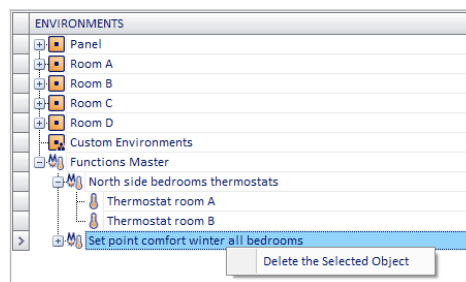 ENVIRONMENTS
Panel
Room A
Room B
Room C
Room D
Custom Environments
Functions Master
North side bedrooms thermostats
Thermostat room A
Thermostat room B
Set point comfort winter all bedrooms
Delete the Selected Object